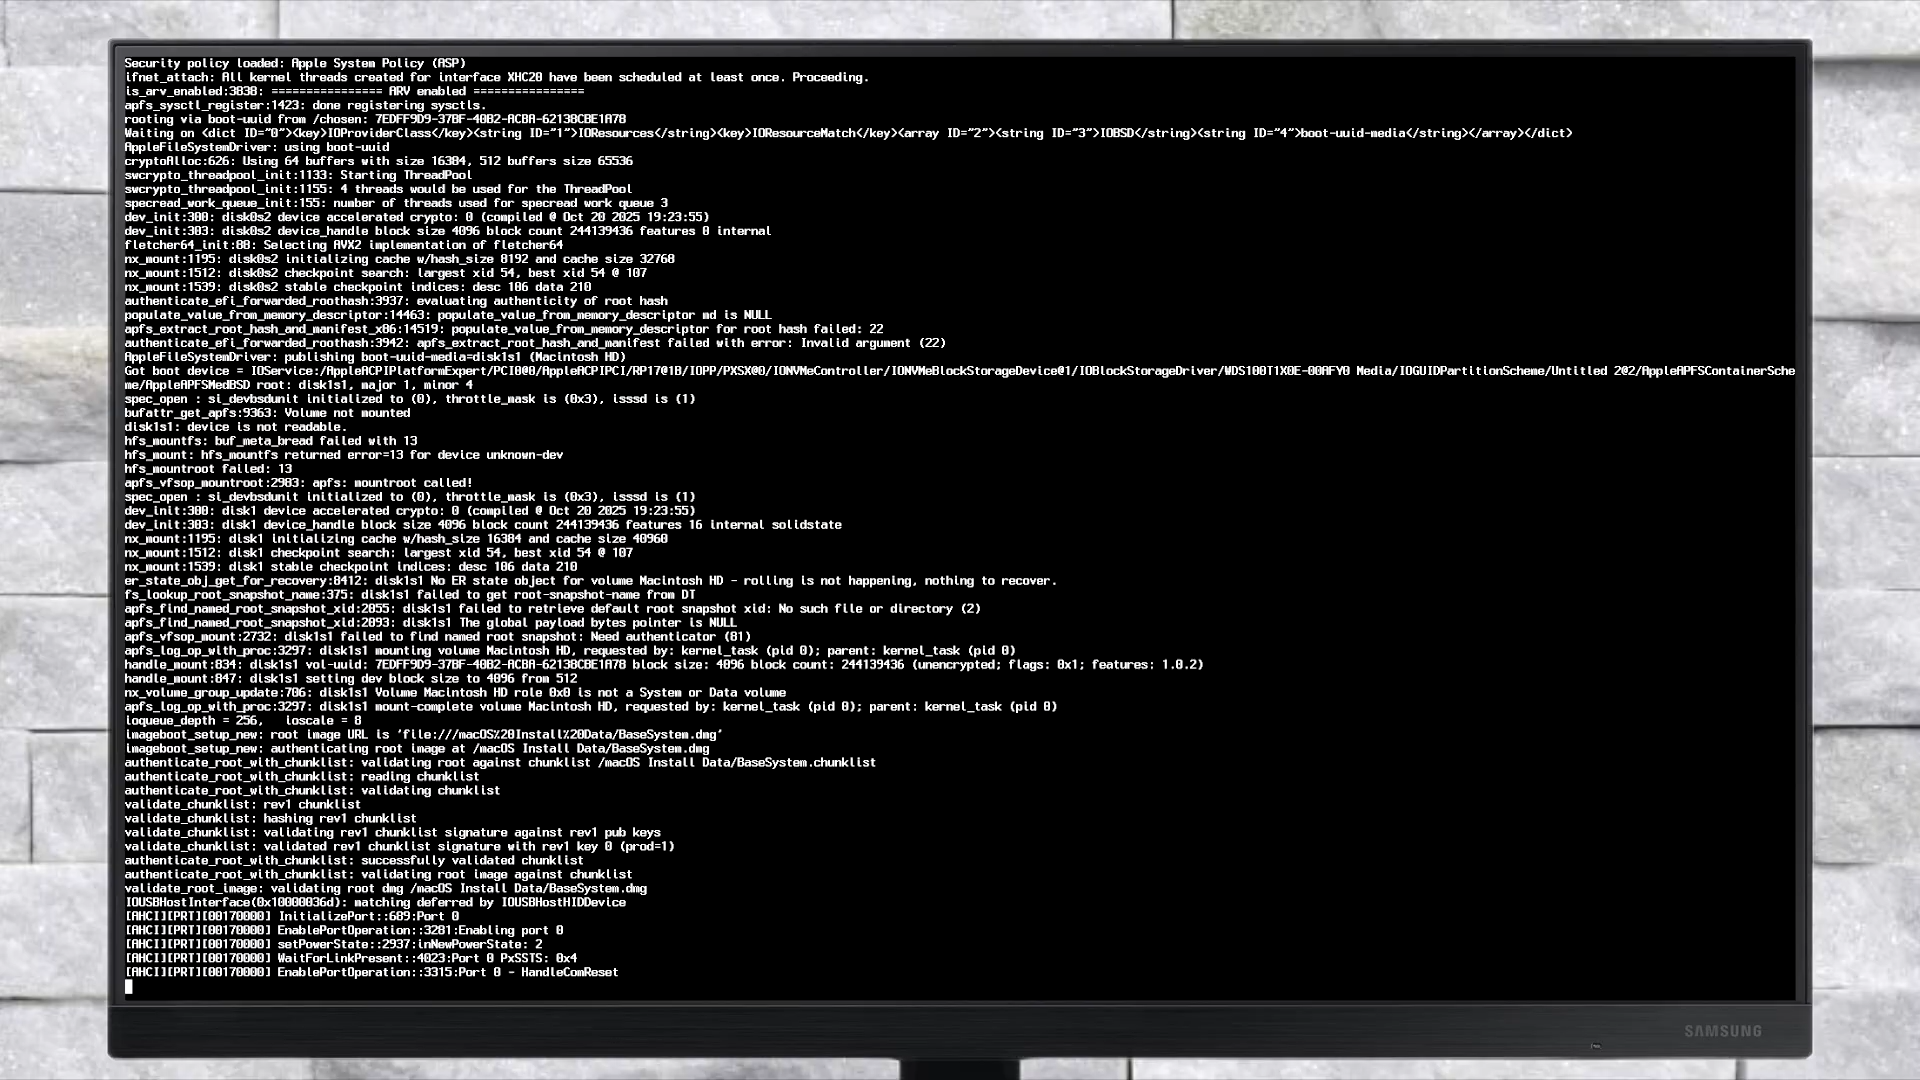 Security policy loaded: Apple System Policy (ASP)
ifnet_attach: All kernel threads created for interface XHC20 have been scheduled at least once. Proceeding.
is_arv_enabled:3838: ================ ARV enabled ================
apfs_sysctl_register:1423: done registering sysctls.
rooting via boot-uuid from /chosen: 7EDFF9D9-37BF-40B2-ACBA-62138CBE1A78
Waiting on <dict ID="0"><key>IOProviderClass</key><string ID="1">IOResources</string><key>IOResourceMatch</key><array ID="2"><string ID="3">IOBSD</string><string ID="4">boot-uuid-media</string></array></dict>
AppleFileSystemDriver: using boot-uuid
cryptoAlloc:626: Using 64 buffers with size 16384, 512 buffers size 65536
swcrypto_threadpool_init:1133: Starting ThreadPool
swcrypto_threadpool_init:1155: 4 threads would be used for the ThreadPool
specread_work_queue_init:155: number of threads used for specread work queue 3
dev_init:300: disk0s2 device accelerated crypto: 0 (compiled @ Oct 20 2025 19:23:55)
dev_init:303: disk0s2 device_handle block size 4096 block count 244139436 features 0 internal
fletcher64_init:88: Selecting AVX2 implementation of fletcher64
nx_mount:1195: disk0s2 initializing cache w/hash_size 8192 and cache size 32768
nx_mount:1512: disk0s2 checkpoint search: largest xid 54, best xid 54 @ 107
nx_mount:1539: disk0s2 stable checkpoint indices: desc 106 data 210
authenticate_efi_forwarded_roothash:3937: evaluating authenticity of root hash
populate_value_from_memory_descriptor:14463: populate_value_from_memory_descriptor md is NULL
apfs_extract_root_hash_and_manifest_x86:14519: populate_value_from_memory_descriptor for root hash failed: 22
authenticate_efi_forwarded_roothash:3942: apfs_extract_root_hash_and_manifest failed with error: Invalid argument (22)
AppleFileSystemDriver: publishing boot-uuid-media=disk1s1 (Macintosh HD)
Got boot device = IOService:/AppleACPIPlatformExpert/PCI0@0/AppleACPIPCI/RP17@1B/IOPP/PXSX@0/IONVMeController/IONVMeBlockStorageDevice@1/IOBlockStorageDriver/WDS100T1X0E-00AFY0 Media/IOGUIDPartitionScheme/Untitled 2@2/AppleAPFSContainerSche
me/AppleAPFSMedBSD root: disk1s1, major 1, minor 4
spec_open : si_devbsdunit initialized to (0), throttle_mask is (0x3), isssd is (1)
bufattr_get_apfs:9363: Volume not mounted
disk1s1: device is not readable.
hfs_mountfs: buf_meta_bread failed with 13
hfs_mount: hfs_mountfs returned error=13 for device unknown-dev
hfs_mountroot failed: 13
apfs_vfsop_mountroot:2983: apfs: mountroot called!
spec_open : si_devbsdunit initialized to (0), throttle_mask is (0x3), isssd is (1)
dev_init:300: disk1 device accelerated crypto: 0 (compiled @ Oct 20 2025 19:23:55)
dev_init:303: disk1 device_handle block size 4096 block count 244139436 features 16 internal solidstate
nx_mount:1195: disk1 initializing cache w/hash_size 16384 and cache size 40960
nx_mount:1512: disk1 checkpoint search: largest xid 54, best xid 54 @ 107
nx_mount:1539: disk1 stable checkpoint indices: desc 106 data 210
er_state_obj_get_for_recovery:8412: disk1s1 No ER state object for volume Macintosh HD - rolling is not happening, nothing to recover.
fs_lookup_root_snapshot_name:375: disk1s1 failed to get root-snapshot-name from DT
apfs_find_named_root_snapshot_xid:2055: disk1s1 failed to retrieve default root snapshot xid: No such file or directory (2)
apfs_find_named_root_snapshot_xid:2093: disk1s1 The global payload bytes pointer is NULL
apfs_vfsop_mount:2732: disk1s1 failed to find named root snapshot: Need authenticator (81)
apfs_log_op_with_proc:3297: disk1s1 mounting volume Macintosh HD, requested by: kernel_task (pid 0); parent: kernel_task (pid 0)
handle_mount:834: disk1s1 vol-uuid: 7EDFF9D9-37BF-40B2-ACBA-62138CBE1A78 block size: 4096 block count: 244139436 (unencrypted; flags: 0x1; features: 1.0.2)
handle_mount:847: disk1s1 setting dev block size to 4096 from 512
nx_volume_group_update:706: disk1s1 Volume Macintosh HD role 0x0 is not a System or Data volume
apfs_log_op_with_proc:3297: disk1s1 mount-complete volume Macintosh HD, requested by: kernel_task (pid 0); parent: kernel_task (pid 0)
ioqueue_depth = 256,   ioscale = 8
imageboot_setup_new: root image URL is 'file:///macOS%20Install%20Data/BaseSystem.dmg'
imageboot_setup_new: authenticating root image at /macOS Install Data/BaseSystem.dmg
authenticate_root_with_chunklist: validating root against chunklist /macOS Install Data/BaseSystem.chunklist
authenticate_root_with_chunklist: reading chunklist
authenticate_root_with_chunklist: validating chunklist
validate_chunklist: rev1 chunklist
validate_chunklist: hashing rev1 chunklist
validate_chunklist: validating rev1 chunklist signature against rev1 pub keys
validate_chunklist: validated rev1 chunklist signature with rev1 key 0 (prod=1)
authenticate_root_with_chunklist: successfully validated chunklist
authenticate_root_with_chunklist: validating root image against chunklist
validate_root_image: validating root dmg /macOS Install Data/BaseSystem.dmg
IOUSBHostInterface(0x10000036d): matching deferred by IOUSBHostHIDDevice
[AHCI][PRT][00170000] InitializePort::689:Port 0
[AHCI][PRT][00170000] EnablePortOperation::3281:Enabling port 0
[AHCI][PRT][00170000] setPowerState::2937:inNewPowerState: 2
[AHCI][PRT][00170000] WaitForLinkPresent::4023:Port 0 PxSSTS: 0x4
[AHCI][PRT][00170000] EnablePortOperation::3315:Port 0 - HandleComReset
SAMSUNG